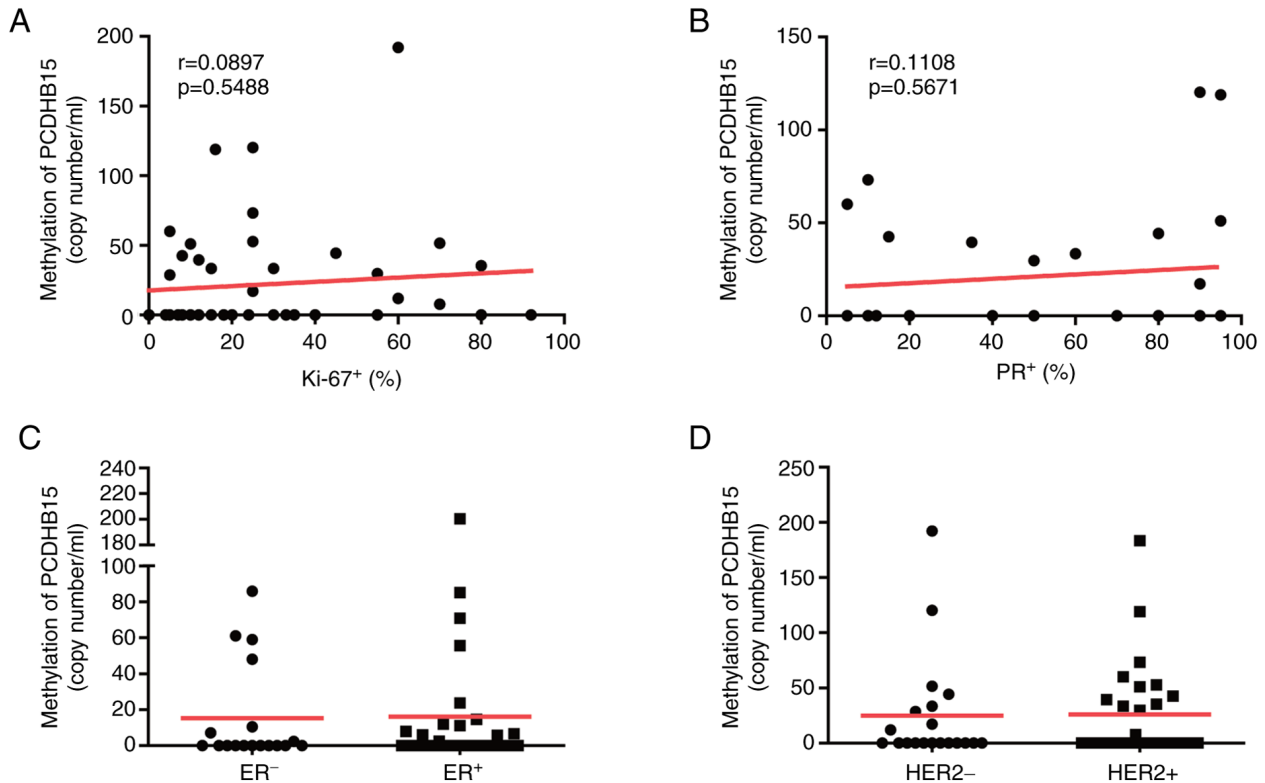 A
Methylation of PCDHB15
(copy number/ml)
200
150
100
50
0
r=0.0897
p=0.5488
0 20 40 60 80 100
Ki-67⁺ (%)
B
Methylation of PCDHB15
(copy number/ml)
150
100
50
0
r=0.1108
p=0.5671
0 20 40 60 80 100
PR⁺ (%)
C
Methylation of PCDHB15
(copy number/ml)
240
220
200
180
100
80
60
40
20
0
ER⁻ ER⁺
D
Methylation of PCDHB15
(copy number/ml)
250
200
150
100
50
0
HER2− HER2+